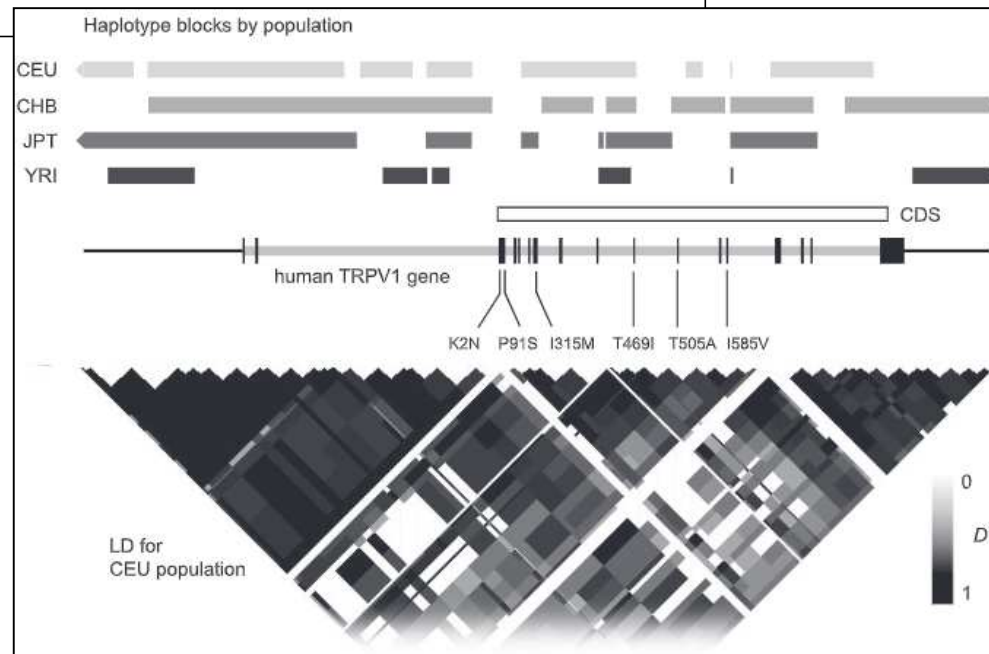 Haplotype blocks by population
CEU
CHB
JPT
YRI
CDS
human TRPV1 gene
K2N P91S I315M T469I T505A I585V
0
D
1
LD for
CEU population